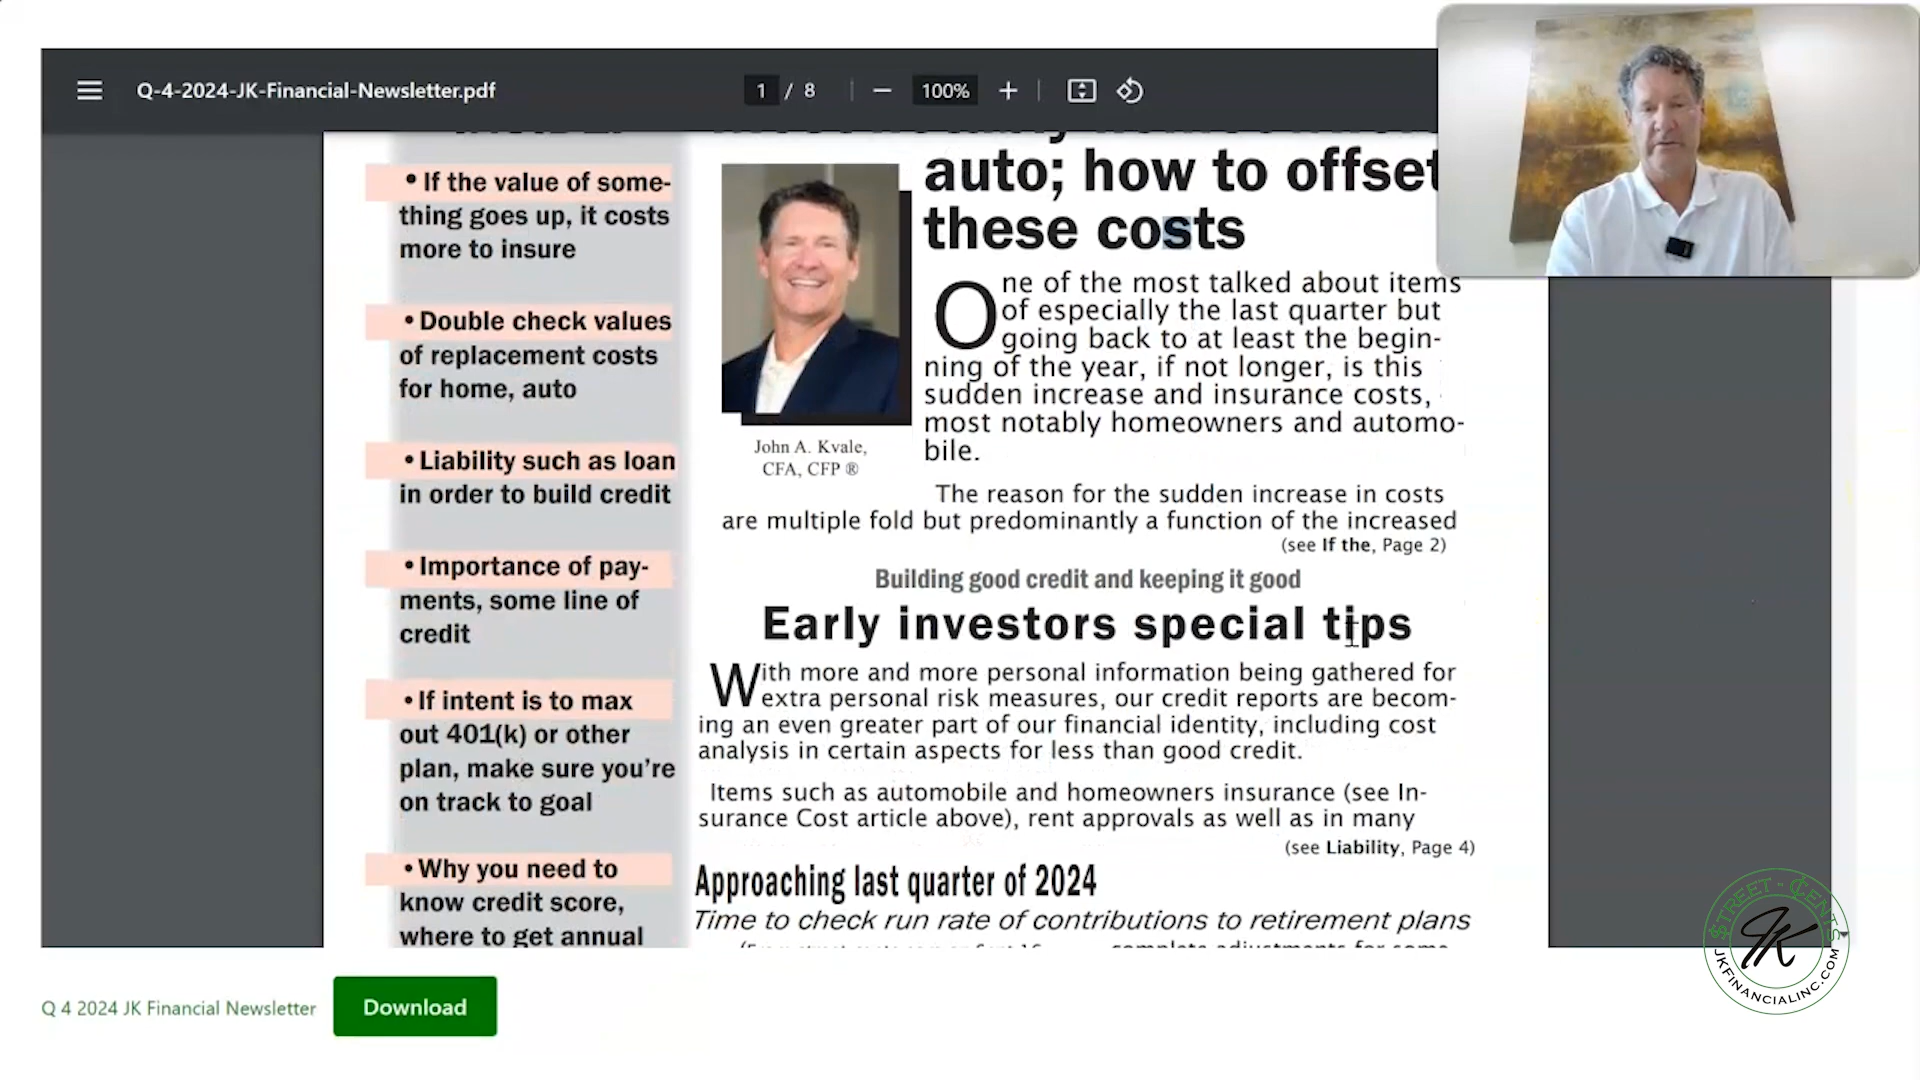 Q-4-2024-JK-Financial-Newsletter.pdf
1 / 8
100%
• If the value of some-
thing goes up, it costs
more to insure
• Double check values
of replacement costs
for home, auto
• Liability such as loan
in order to build credit
• Importance of pay-
ments, some line of
credit
• If intent is to max
out 401(k) or other
plan, make sure you're
on track to goal
• Why you need to
know credit score,
where to get annual
auto; how to offset
these costs
John A. Kvale,
CFA, CFP ®
One of the most talked about items
of especially the last quarter but
going back to at least the begin-
ning of the year, if not longer, is this
sudden increase and insurance costs,
most notably homeowners and automo-
bile.
The reason for the sudden increase in costs
are multiple fold but predominantly a function of the increased
(see If the, Page 2)
Building good credit and keeping it good
Early investors special tips
With more and more personal information being gathered for
extra personal risk measures, our credit reports are becom-
ing an even greater part of our financial identity, including cost
analysis in certain aspects for less than good credit.
Items such as automobile and homeowners insurance (see In-
surance Cost article above), rent approvals as well as in many
(see Liability, Page 4)
Approaching last quarter of 2024
Time to check run rate of contributions to retirement plans
Q 4 2024 JK Financial Newsletter
Download
STREET-CENTS
JK
JKFINANCIALINC.COM